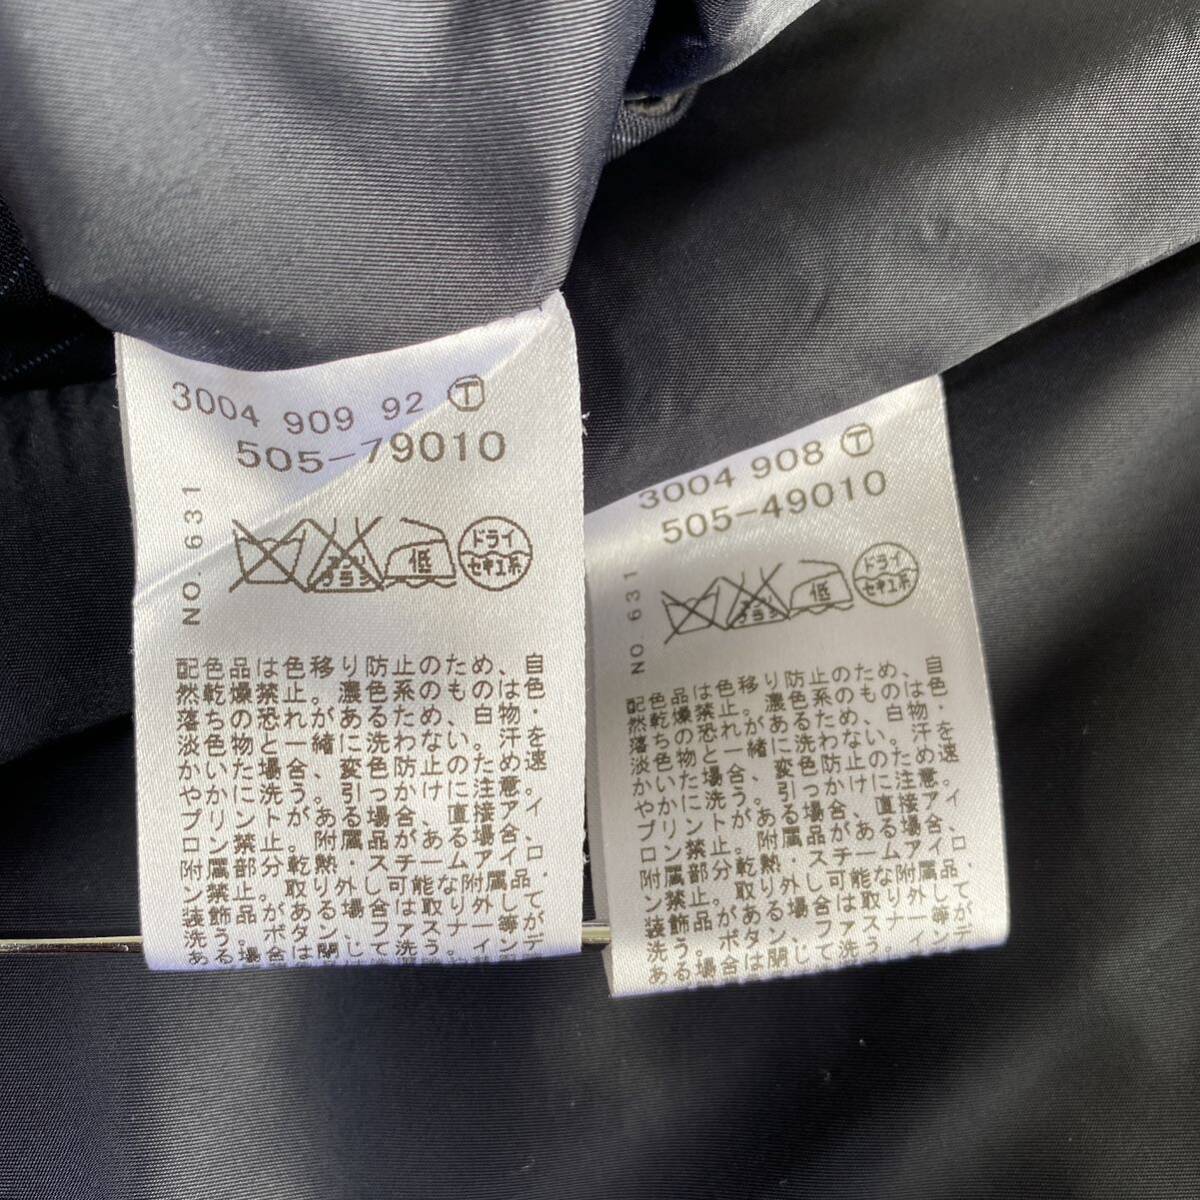 3004 909 92 Ⓣ
505-79010
NO. 631
ブラシ
低
ドライ
セキユ系
配色品は色移り防止のため、自
然乾燥禁止。濃色系のものは色
落ちの恐れがあるため、白物・
淡色物と一緒に洗わない。汗を
かいた場合、変色防止のため速
やかに洗う。引っかけに注意。
プリントがある場合、直接アイ
ロン禁止。附属品がある場合、
附属部分乾熱・スチームアイロ
ン禁止。取り外し可能な附属品・
装飾品がある場合は取り外して
洗う。ボタン、ファスナー等が
3004 908 Ⓣ
505-49010
NO. 631
ブラシ
低
ドライ
セキユ系
配色品は色移り防止のため、自
然乾燥禁止。濃色系のものは色
落ちの恐れがあるため、白物・
淡色物と一緒に洗わない。汗を
かいた場合、変色防止のため速
やかに洗う。引っかけに注意。
プリントがある場合、直接アイ
ロン禁止。附属品がある場合、
附属部分乾熱・スチームアイロ
ン禁止。取り外し可能な附属品・
装飾品がある場合は取り外して
洗う。ボタン、ファスナー等が
ある場合は閉じて洗う。